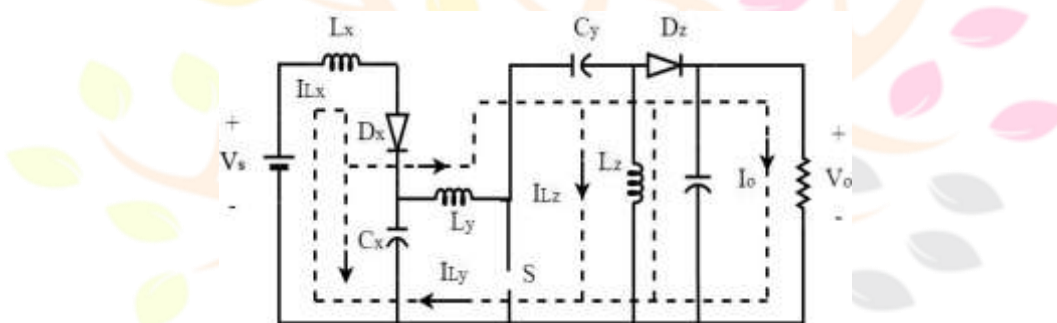 Lx
Cy
Dz
ILx
Dx
+
Vs
-
Ly
Cx
ILy
S
ILz
Lz
Io
+
Vo
-